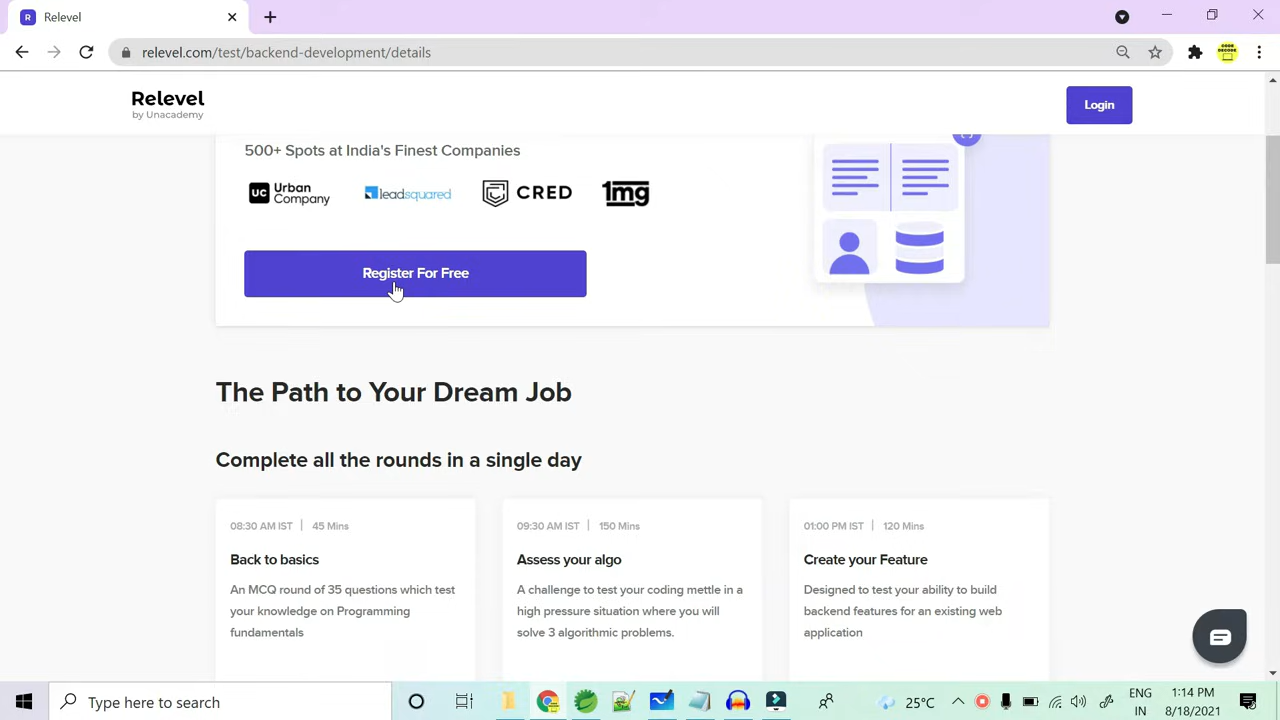 R Relevel
relevel.com/test/backend-development/details
CODE
DECODE
Relevel
by Unacademy
Login
500+ Spots at India's Finest Companies
UC Urban
Company
leadsquared
CRED
1mg
Register For Free
The Path to Your Dream Job
Complete all the rounds in a single day
08:30 AM IST | 45 Mins
Back to basics
An MCQ round of 35 questions which test
your knowledge on Programming
fundamentals
09:30 AM IST | 150 Mins
Assess your algo
A challenge to test your coding mettle in a
high pressure situation where you will
solve 3 algorithmic problems.
01:00 PM IST | 120 Mins
Create your Feature
Designed to test your ability to build
backend features for an existing web
application
Type here to search
25°C
ENG
IN
1:14 PM
8/18/2021